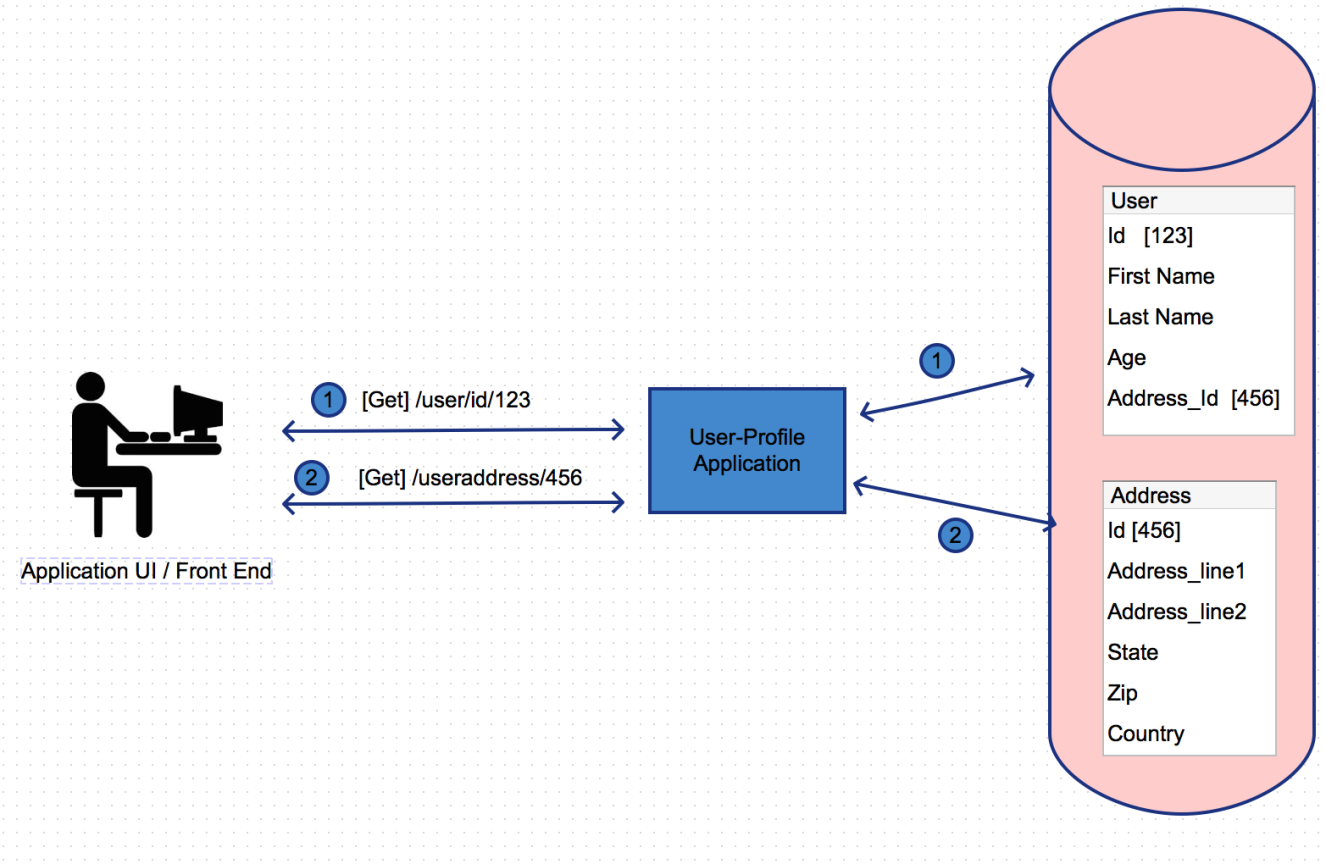 User
Id [123]
First Name
Last Name
Age
Address_Id [456]
1
1 [Get] /user/id/123
User-Profile
Application
2 [Get] /useraddress/456
2
Address
Id [456]
Address_line1
Address_line2
State
Zip
Country
Application UI / Front End